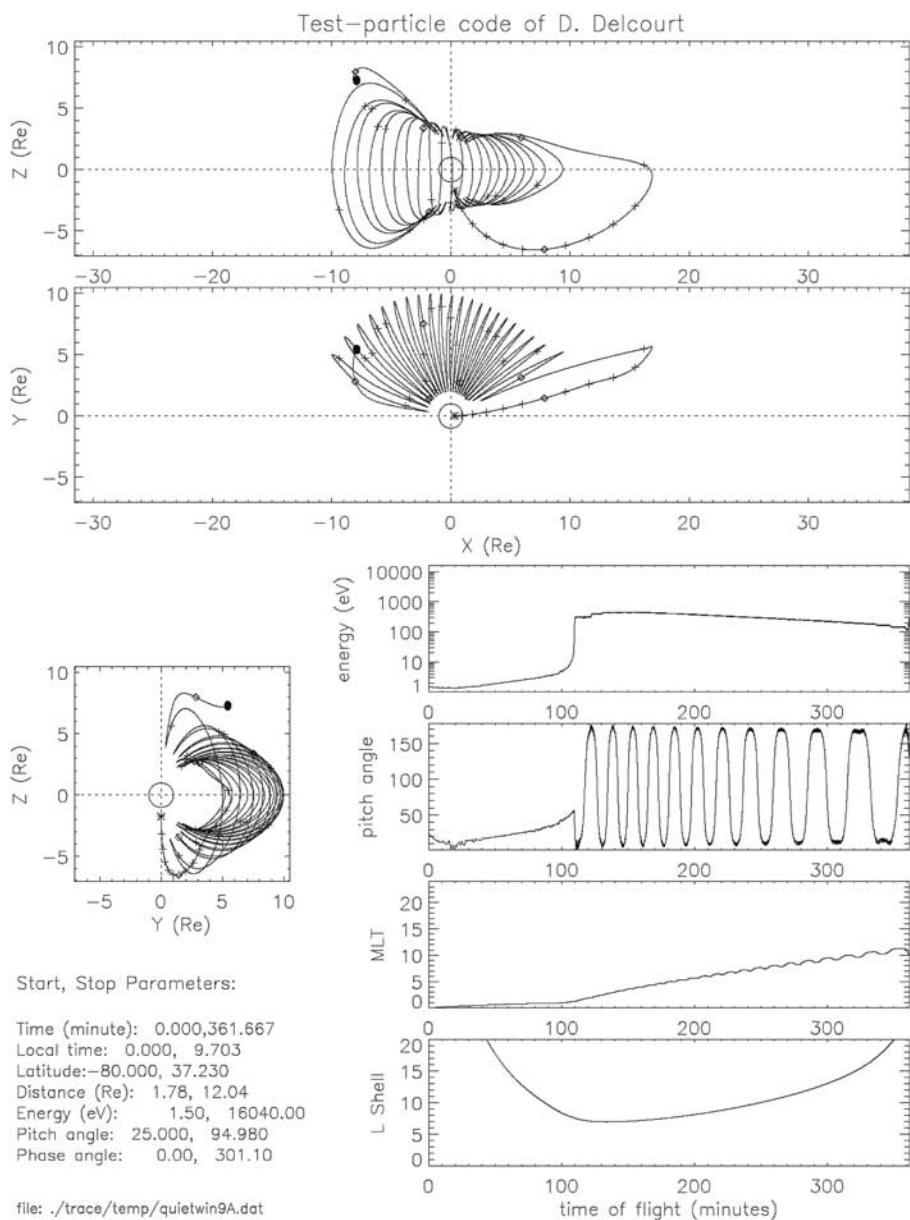 Test-particle code of D. Delcourt
10
5
0
-5
Z (Re)
-30 -20 -10 0 10 20 30
10
5
0
-5
Y (Re)
-30 -20 -10 0 10 20 30
X (Re)
10
5
0
-5
Z (Re)
-5 0 5 10
Y (Re)
10000
1000
100
10
1
energy (eV)
0 100 200 300
150
100
50
pitch angle
0 100 200 300
20
15
10
5
0
MLT
0 100 200 300
20
15
10
5
0
L Shell
0 100 200 300
time of flight (minutes)
Start, Stop Parameters:
Time (minute): 0.000,361.667
Local time: 0.000, 9.703
Latitude:-80.000, 37.230
Distance (Re): 1.78, 12.04
Energy (eV): 1.50, 16040.00
Pitch angle: 25.000, 94.980
Phase angle: 0.00, 301.10
file: ./trace/temp/quietwin9A.dat